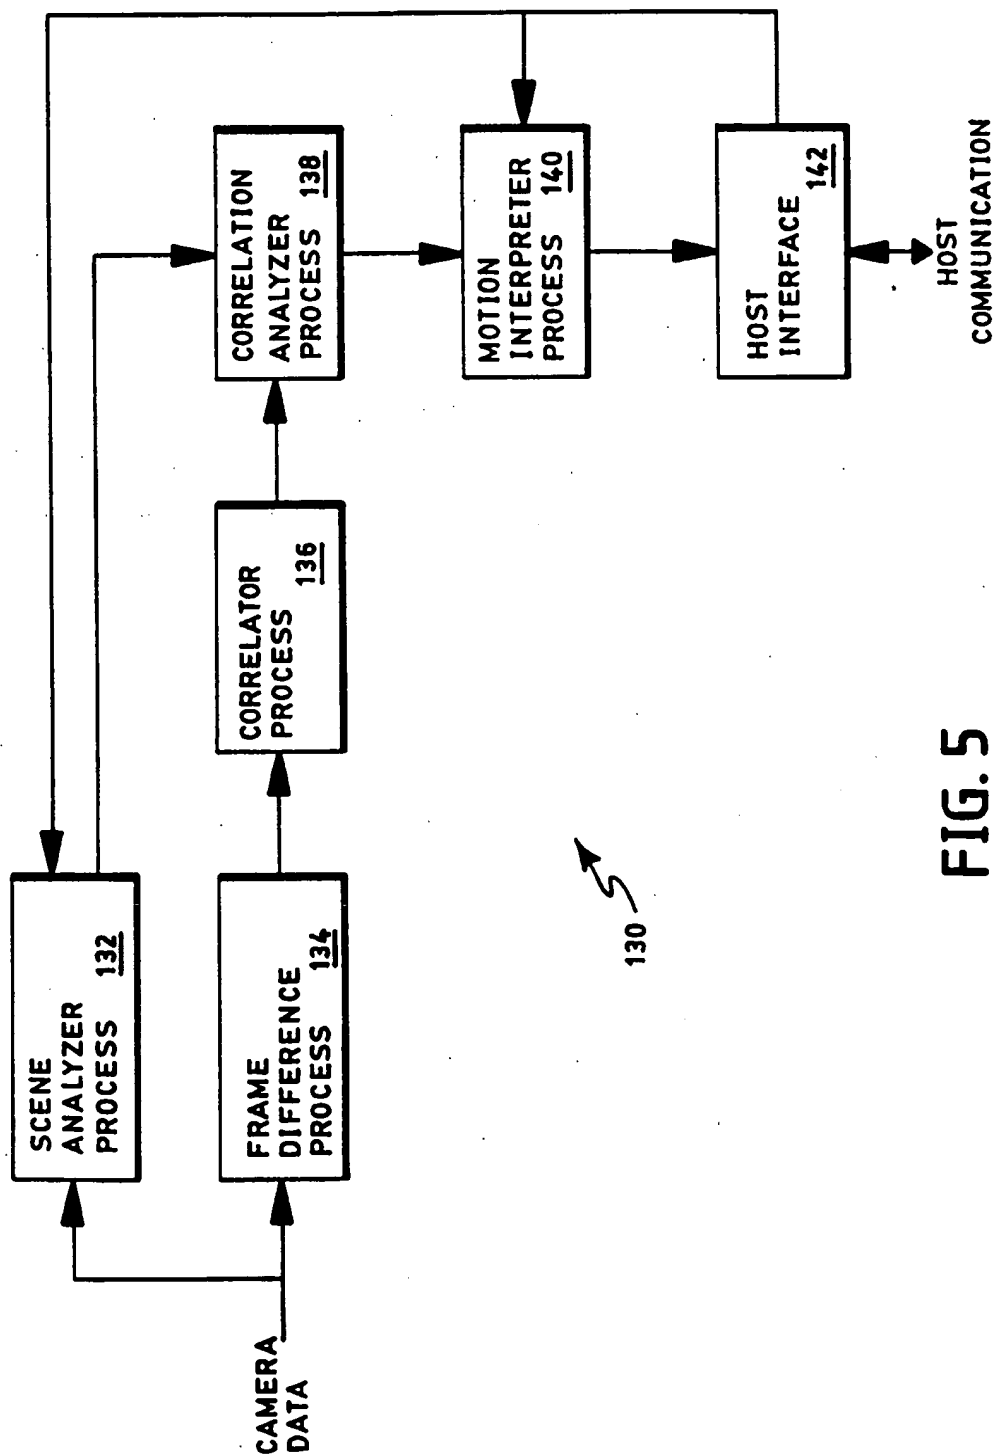 CAMERA
DATA
SCENE
ANALYZER
PROCESS 132
FRAME
DIFFERENCE
PROCESS 134
CORRELATOR
PROCESS 136
CORRELATION
ANALYZER
PROCESS 138
MOTION
INTERPRETER
PROCESS 140
HOST
INTERFACE 142
HOST
COMMUNICATION
130
FIG. 5